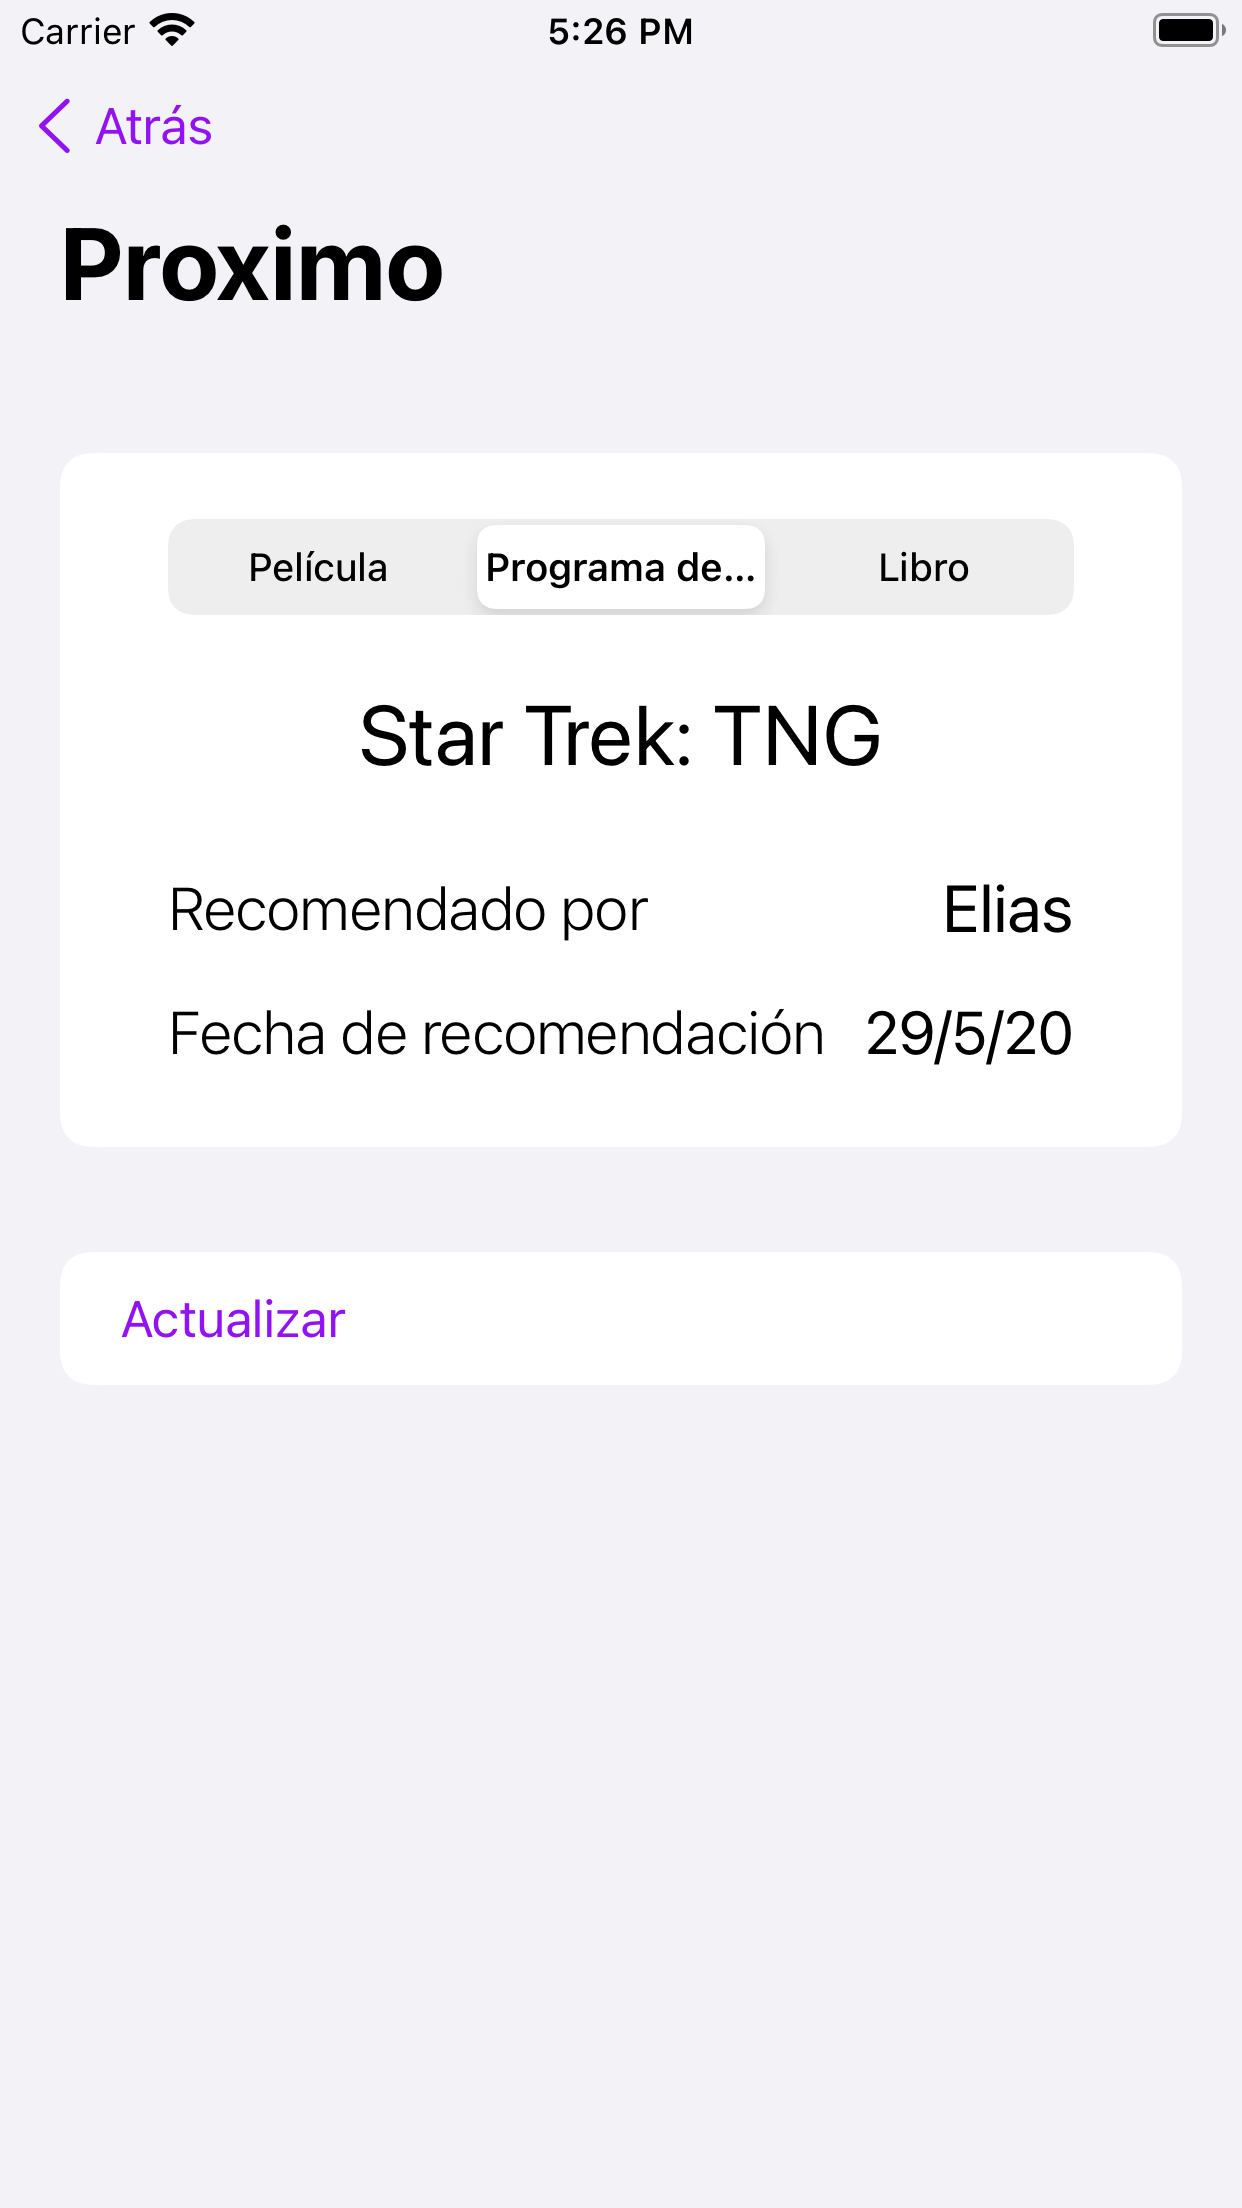 Carrier 5:26 PM
Atrás
Proximo
Película Programa de... Libro
Star Trek: TNG
Recomendado por Elias
Fecha de recomendación 29/5/20
Actualizar